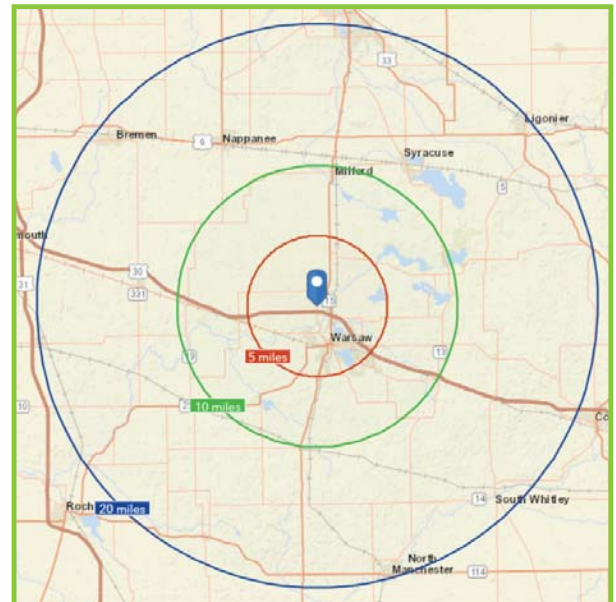 33
Ligonier
Bremen
6
Nappanee
Syracuse
Milford
5
mouth
30
31
331
15
Warsaw
5 miles
19
13
10
10 miles
Co
14
South Whitley
Roch
20 miles
North
Manchester
114